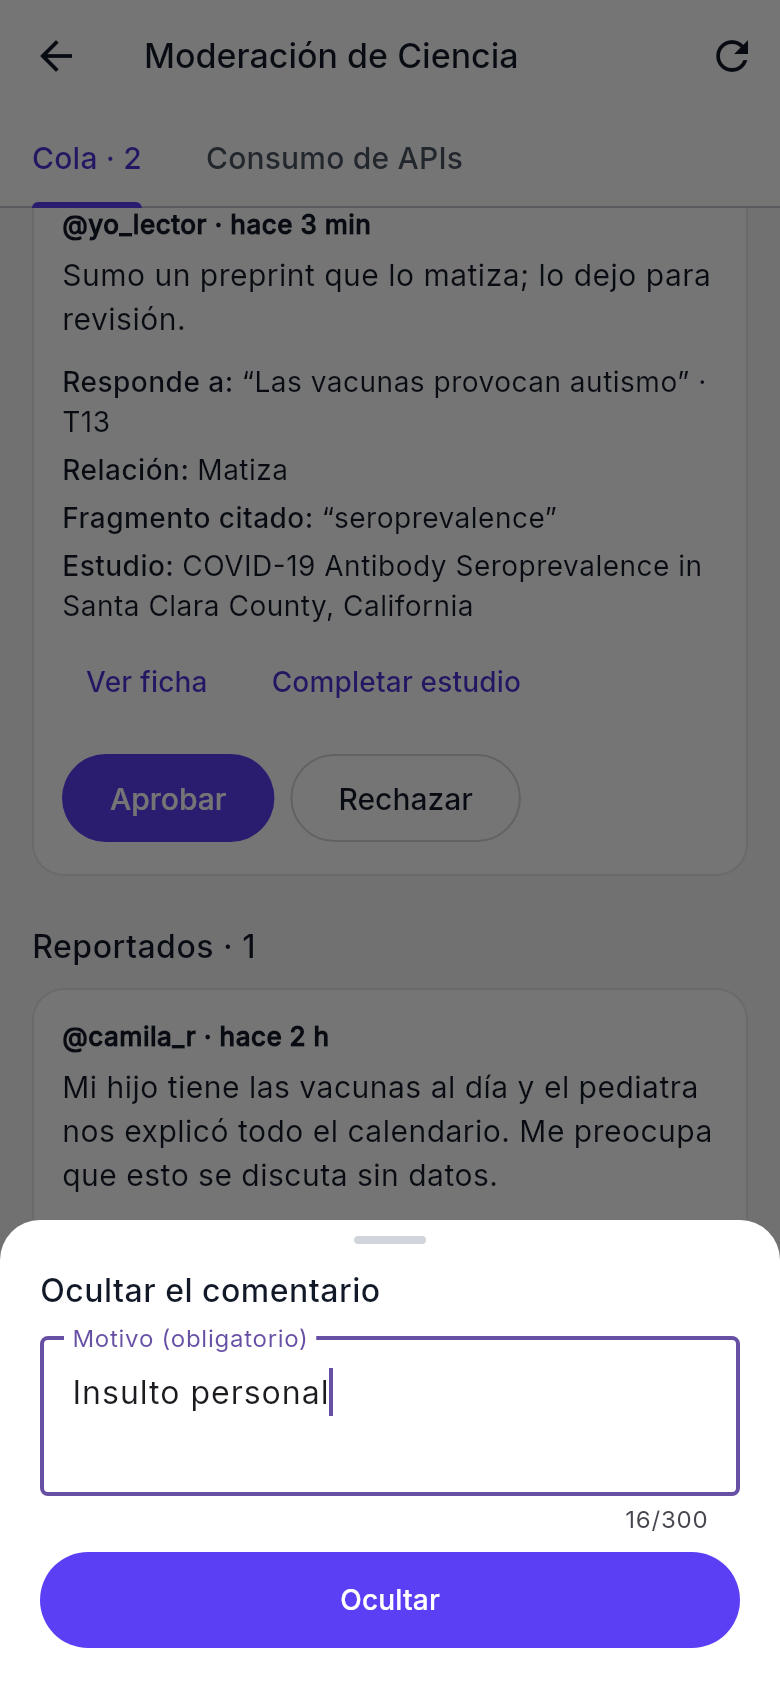 Moderación de Ciencia
Cola · 2
Consumo de APIs
@yo_lector · hace 3 min
Sumo un preprint que lo matiza; lo dejo para
revisión.
Responde a: “Las vacunas provocan autismo” ·
T13
Relación: Matiza
Fragmento citado: “seroprevalence”
Estudio: COVID-19 Antibody Seroprevalence in
Santa Clara County, California
Ver ficha
Completar estudio
Aprobar
Rechazar
Reportados · 1
@camila_r · hace 2 h
Mi hijo tiene las vacunas al día y el pediatra
nos explicó todo el calendario. Me preocupa
que esto se discuta sin datos.
Ocultar el comentario
Motivo (obligatorio)
Insulto personal
16/300
Ocultar